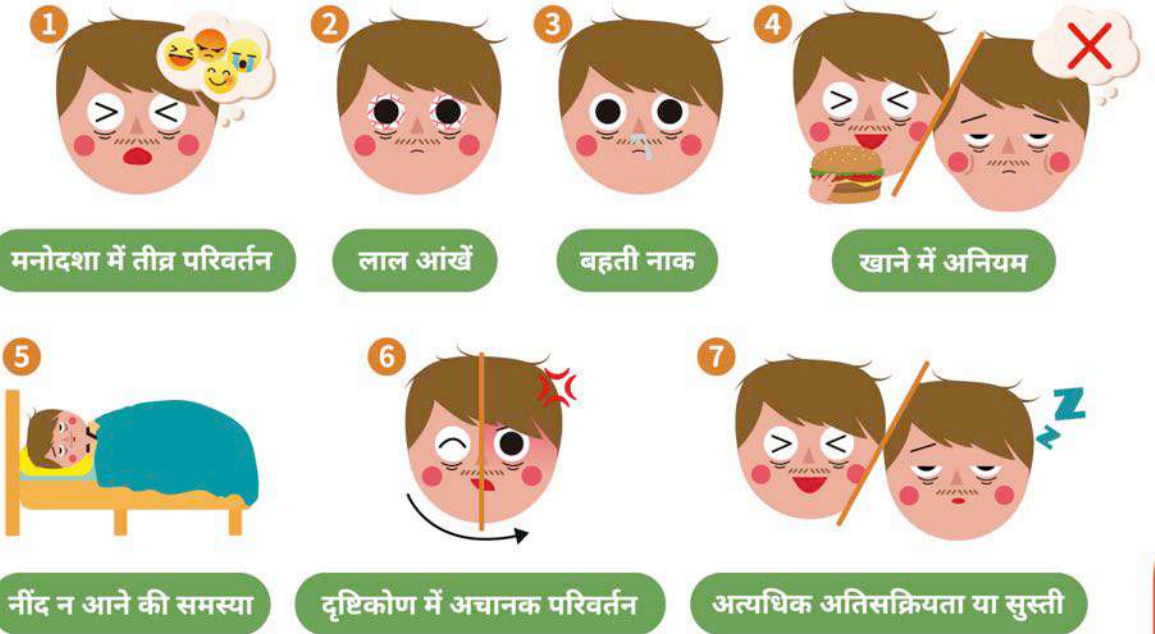 1
2
3
4
मनोदशा में तीव्र परिवर्तन
लाल आंखें
बहती नाक
खाने में अनियम
5
6
7
Z
z
नींद न आने की समस्या
दृष्टिकोण में अचानक परिवर्तन
अत्यधिक अतिसक्रियता या सुस्ती